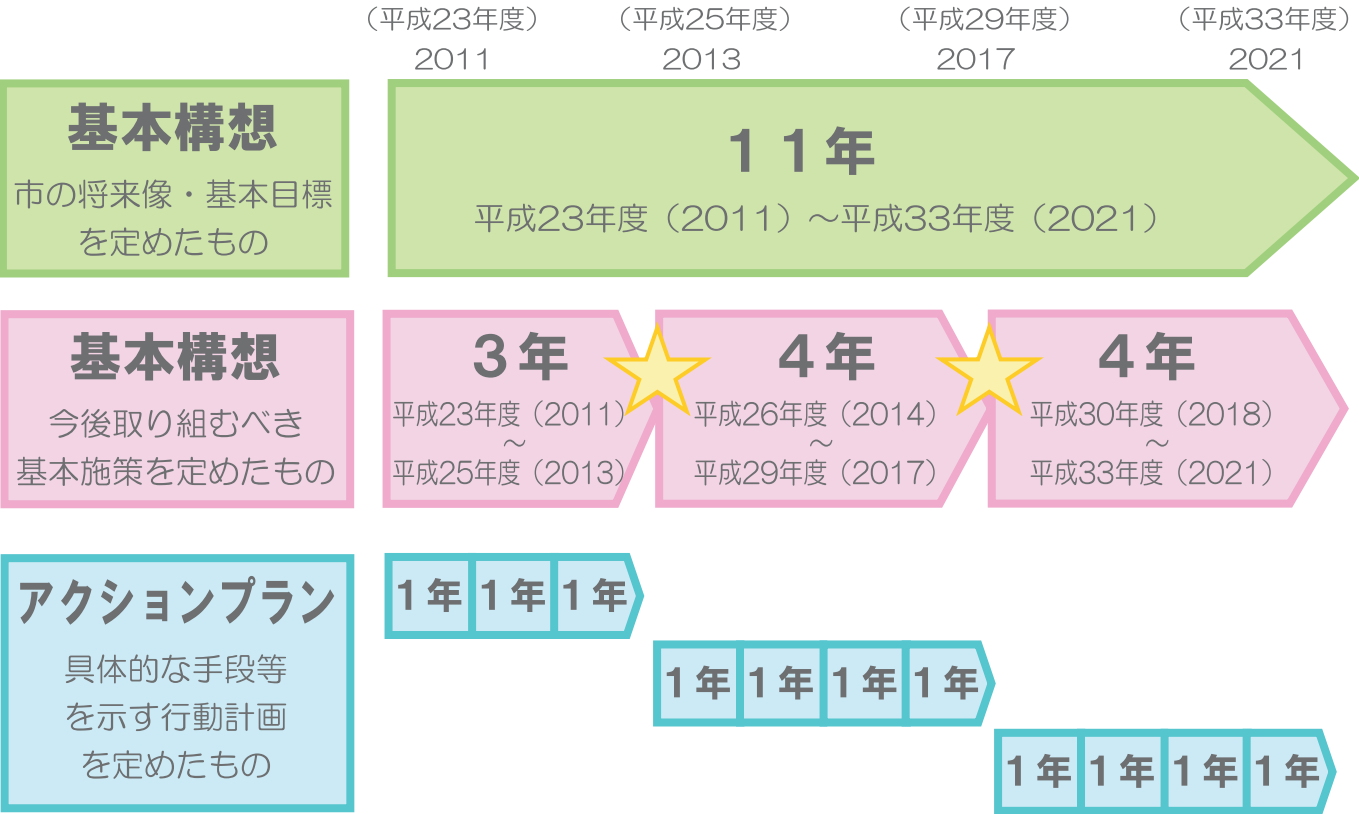 （平成23年度）
2011
（平成25年度）
2013
（平成29年度）
2017
（平成33年度）
2021
基本構想
市の将来像・基本目標
を定めたもの
１１年
平成23年度（2011）～平成33年度（2021）
基本構想
今後取り組むべき
基本施策を定めたもの
３年
平成23年度（2011）
～
平成25年度（2013）
４年
平成26年度（2014）
～
平成29年度（2017）
４年
平成30年度（2018）
～
平成33年度（2021）
アクションプラン
具体的な手段等
を示す行動計画
を定めたもの
１年 １年 １年
１年 １年 １年 １年
１年 １年 １年 １年